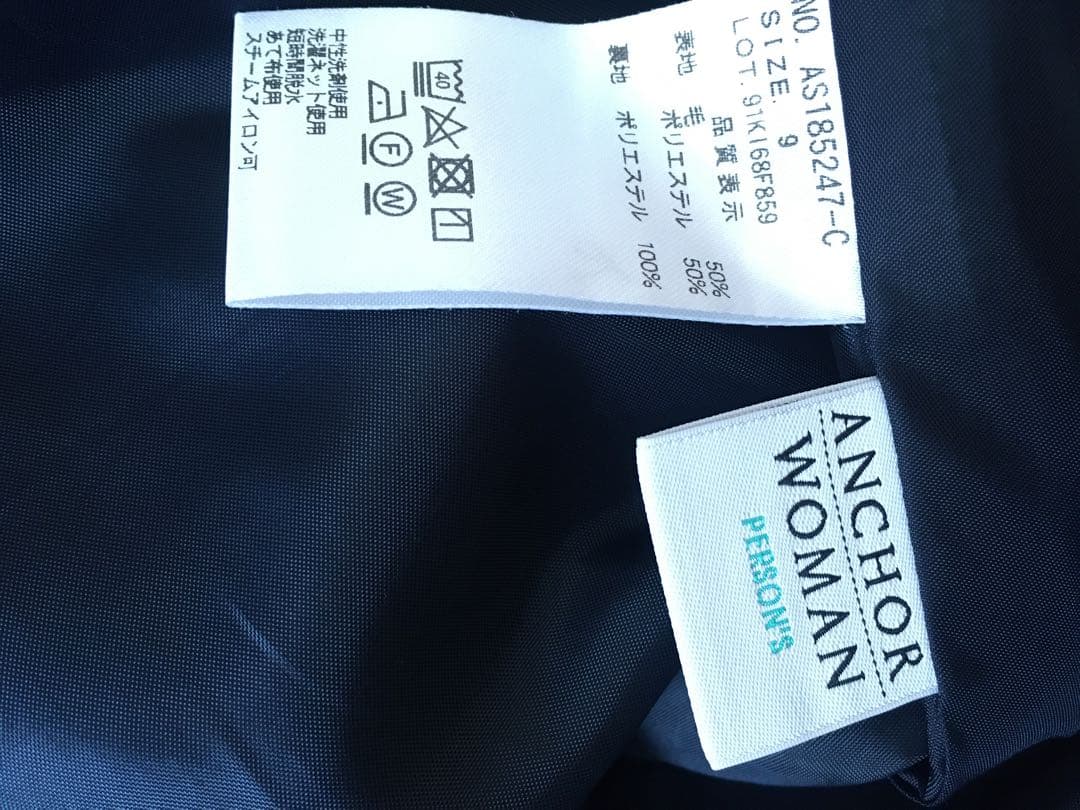 NO. AS185247-C
SIZE. 9
LOT. 91K168F859
品質表示
表地 毛 50%
ポリエステル 50%
裏地 ポリエステル 100%
40
F
W
中性洗剤使用
洗濯ネット使用
短時間脱水
あて布使用
スチームアイロン可
ANCHOR
WOMAN
PERSON'S